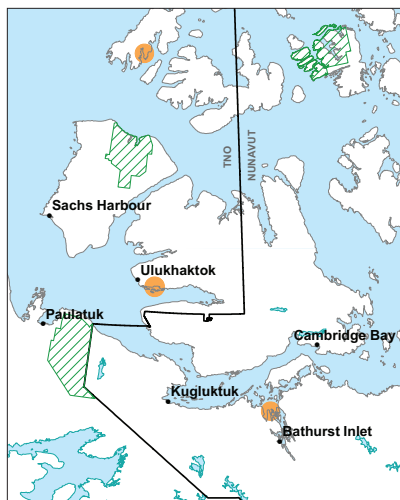 TNO
NUNAVUT
Sachs Harbour
Ulukhaktok
Paulatuk
Cambridge Bay
Kugluktuk
Bathurst Inlet